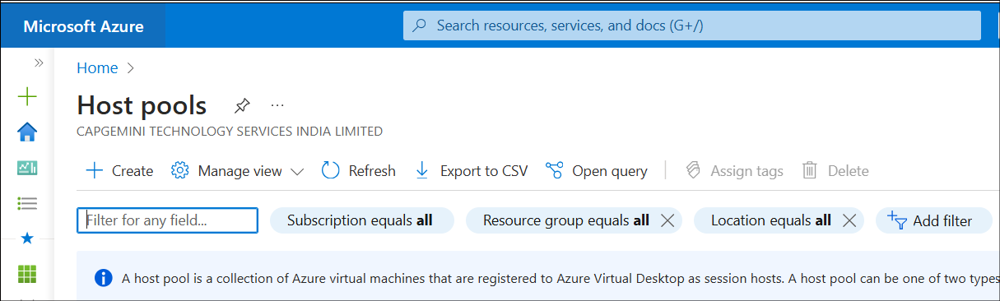 Microsoft Azure
Search resources, services, and docs (G+/)
Home
Host pools
CAPGEMINI TECHNOLOGY SERVICES INDIA LIMITED
Create Manage view Refresh Export to CSV Open query Assign tags Delete
Filter for any field... Subscription equals all Resource group equals all Location equals all Add filter
A host pool is a collection of Azure virtual machines that are registered to Azure Virtual Desktop as session hosts. A host pool can be one of two types